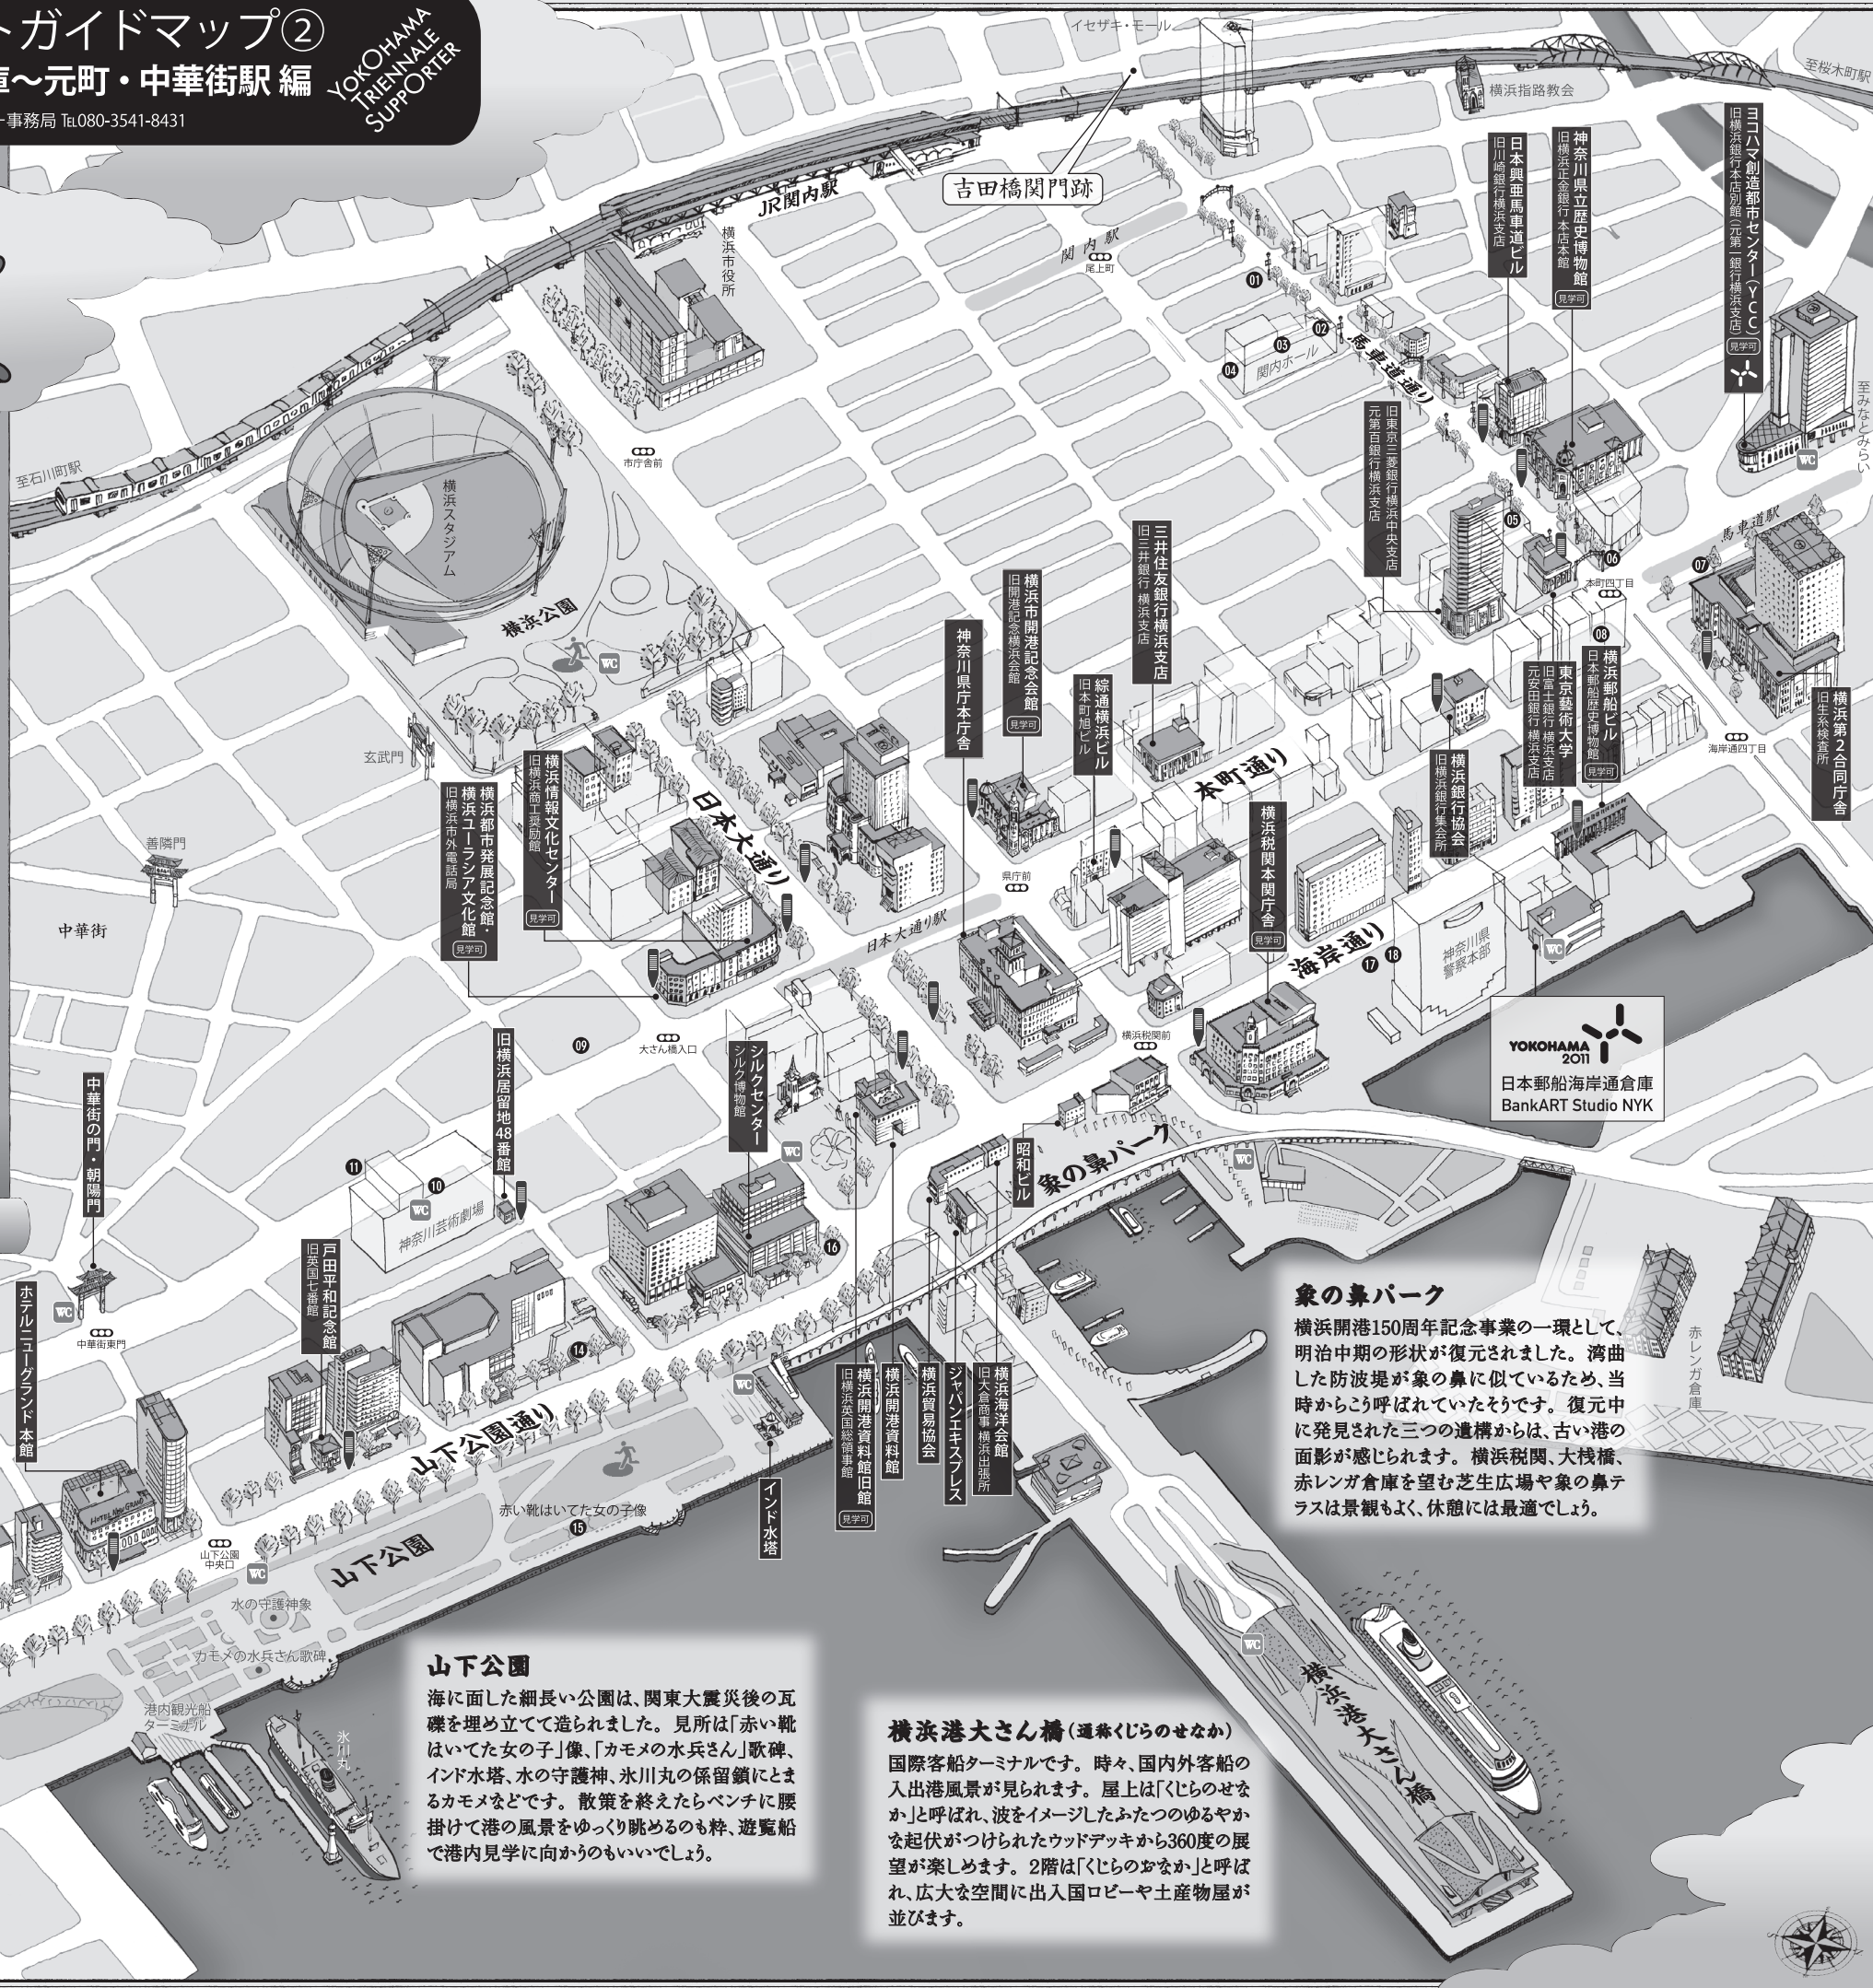 トガイドマップ②
庫～元町・中華街駅 編
ー事務局 ℡080-3541-8431
YOKOHAMA
TRIENNALE
SUPPORTER
イセザキ・モール
至桜木町駅
横浜指路教会
吉田橋関門跡
JR関内駅
横浜市役所
関内駅
尾上町
01
02
03
04
関内ホール
馬車道通り
日本興亜馬車道ビル
旧川崎銀行横浜支店
神奈川県立歴史博物館
旧横浜正金銀行 本店本館
見学可
ヨコハマ創造都市センター(YCC)
旧横浜銀行本店別館(元第一銀行横浜支店)
見学可
WC
至みなとみらい
至石川町駅
横浜スタジアム
市庁舎前
横浜公園
WC
玄武門
旧東京三菱銀行横浜中央支店
元第百銀行横浜支店
05
06
本町四丁目
馬車道駅
07
08
三井住友銀行横浜支店
旧三井銀行 横浜支店
横浜市開港記念会館
旧開港記念横浜会館
見学可
神奈川県庁本庁舎
綜通横浜ビル
旧本町旭ビル
本町通り
横浜郵船ビル
日本郵船歴史博物館
見学可
東京藝術大学
旧富士銀行 横浜支店
元安田銀行 横浜支店
横浜銀行協会
旧横浜銀行集会所
横浜第2合同庁舎
旧生糸検査所
海岸通四丁目
横浜税関本関庁舎
見学可
横浜情報文化センター
旧横浜商工奨励館
見学可
横浜都市発展記念館・
横浜ユーラシア文化館
旧横浜市外電話局
見学可
日本大通り
日本大通り駅
県庁前
善隣門
中華街
海岸通り
17
18
神奈川県
警察本部
WC
YOKOHAMA
2011
日本郵船海岸通倉庫
BankART Studio NYK
大さん橋入口
09
横浜税関前
旧横浜居留地48番館
シルクセンター
シルク博物館
WC
昭和ビル
象の鼻パーク
WC
中華街の門・朝陽門
WC
中華街東門
11
10
WC
神奈川芸術劇場
16
戸田平和記念館
旧英国七番館
14
ホテルニューグランド本館
HOTEL NEW GRAND
山下公園通り
WC
インド水塔
横浜開港資料館旧館
旧横浜英国総領事館
見学可
横浜開港資料館
横浜貿易協会
ジャパンエキスプレス
横浜海洋会館
旧大倉商事 横浜出張所
赤レンガ倉庫
象の鼻パーク
横浜開港150周年記念事業の一環として、
明治中期の形状が復元されました。湾曲
した防波堤が象の鼻に似ているため、当
時からこう呼ばれていたそうです。復元中
に発見された三つの遺構からは、古い港の
面影が感じられます。横浜税関、大桟橋、
赤レンガ倉庫を望む芝生広場や象の鼻テ
ラスは景観もよく、休憩には最適でしょう。
赤い靴はいてた女の子像
15
山下公園
中央口
WC
山下公園
水の守護神象
カモメの水兵さん歌碑
港内観光船
ターミナル
氷川丸
山下公園
海に面した細長い公園は、関東大震災後の瓦
礫を埋め立てて造られました。見所は「赤い靴
はいてた女の子」像、「カモメの水兵さん」歌碑、
インド水塔、水の守護神、氷川丸の係留鎖にとま
るカモメなどです。散策を終えたらベンチに腰
掛けて港の風景をゆっくり眺めるのも粋、遊覧船
で港内見学に向かうのもいいでしょう。
横浜港大さん橋(通称くじらのせなか)
国際客船ターミナルです。時々、国内外客船の
入出港風景が見られます。屋上は「くじらのせな
か」と呼ばれ、波をイメージしたふたつのゆるやか
な起伏がつけられたウッドデッキから360度の展
望が楽しめます。2階は「くじらのおなか」と呼ば
れ、広大な空間に出入国ロビーや土産物屋が
並びます。
WC
横浜港大さん橋